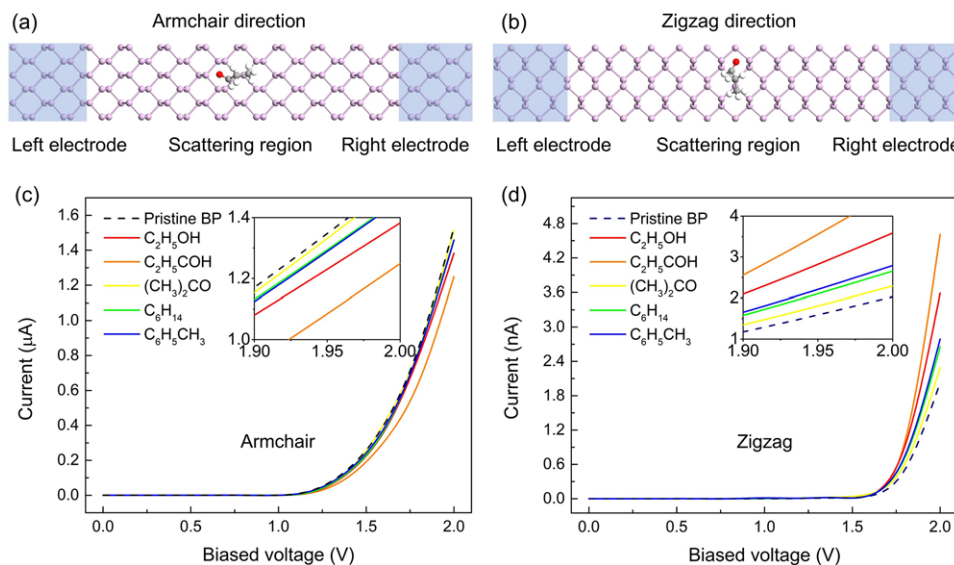 (a) Armchair direction
Left electrode Scattering region Right electrode
(b) Zigzag direction
Left electrode Scattering region Right electrode
(c)
Current (μA)
1.6
1.4
1.2
1.0
0.8
0.6
0.4
0.2
0.0
Pristine BP
C₂H₅OH
C₂H₅COH
(CH₃)₂CO
C₆H₁₄
C₆H₅CH₃
1.4
1.2
1.0
1.90 1.95 2.00
Armchair
0.0 0.5 1.0 1.5 2.0
Biased voltage (V)
(d)
Current (nA)
4.8
4.2
3.6
3.0
2.4
1.8
1.2
0.6
0.0
Pristine BP
C₂H₅OH
C₂H₅COH
(CH₃)₂CO
C₆H₁₄
C₆H₅CH₃
4
3
2
1
1.90 1.95 2.00
Zigzag
0.0 0.5 1.0 1.5 2.0
Biased voltage (V)